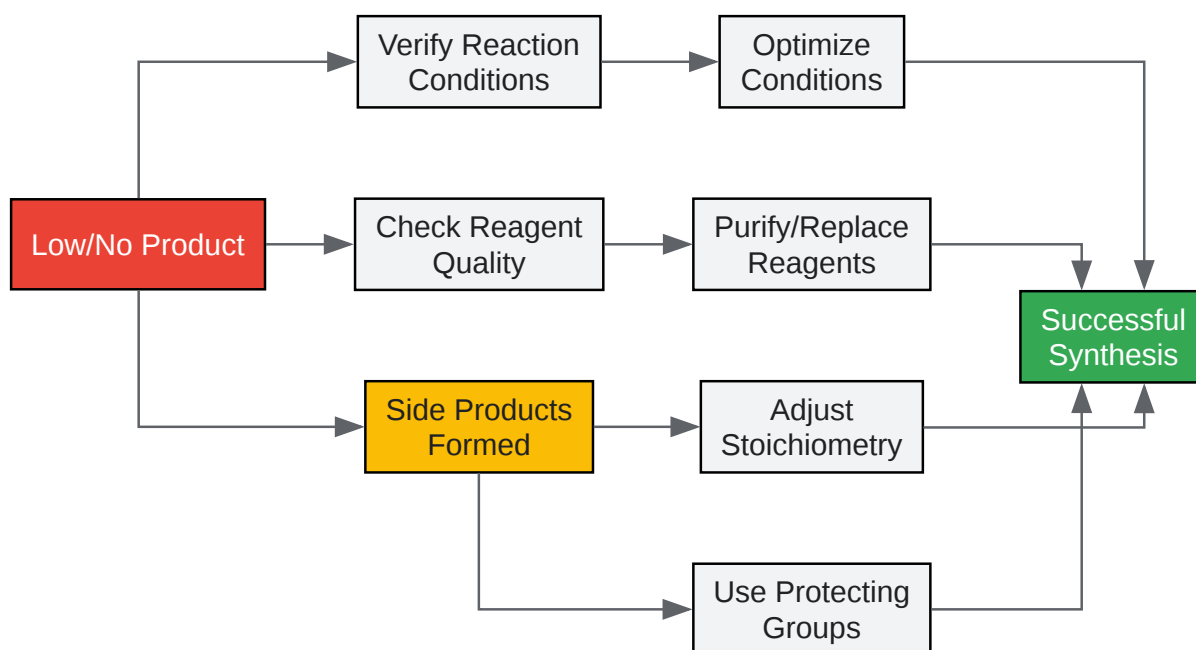 Verify Reaction
Conditions
Optimize
Conditions
Low/No Product
Check Reagent
Quality
Purify/Replace
Reagents
Successful
Synthesis
Side Products
Formed
Adjust
Stoichiometry
Use Protecting
Groups